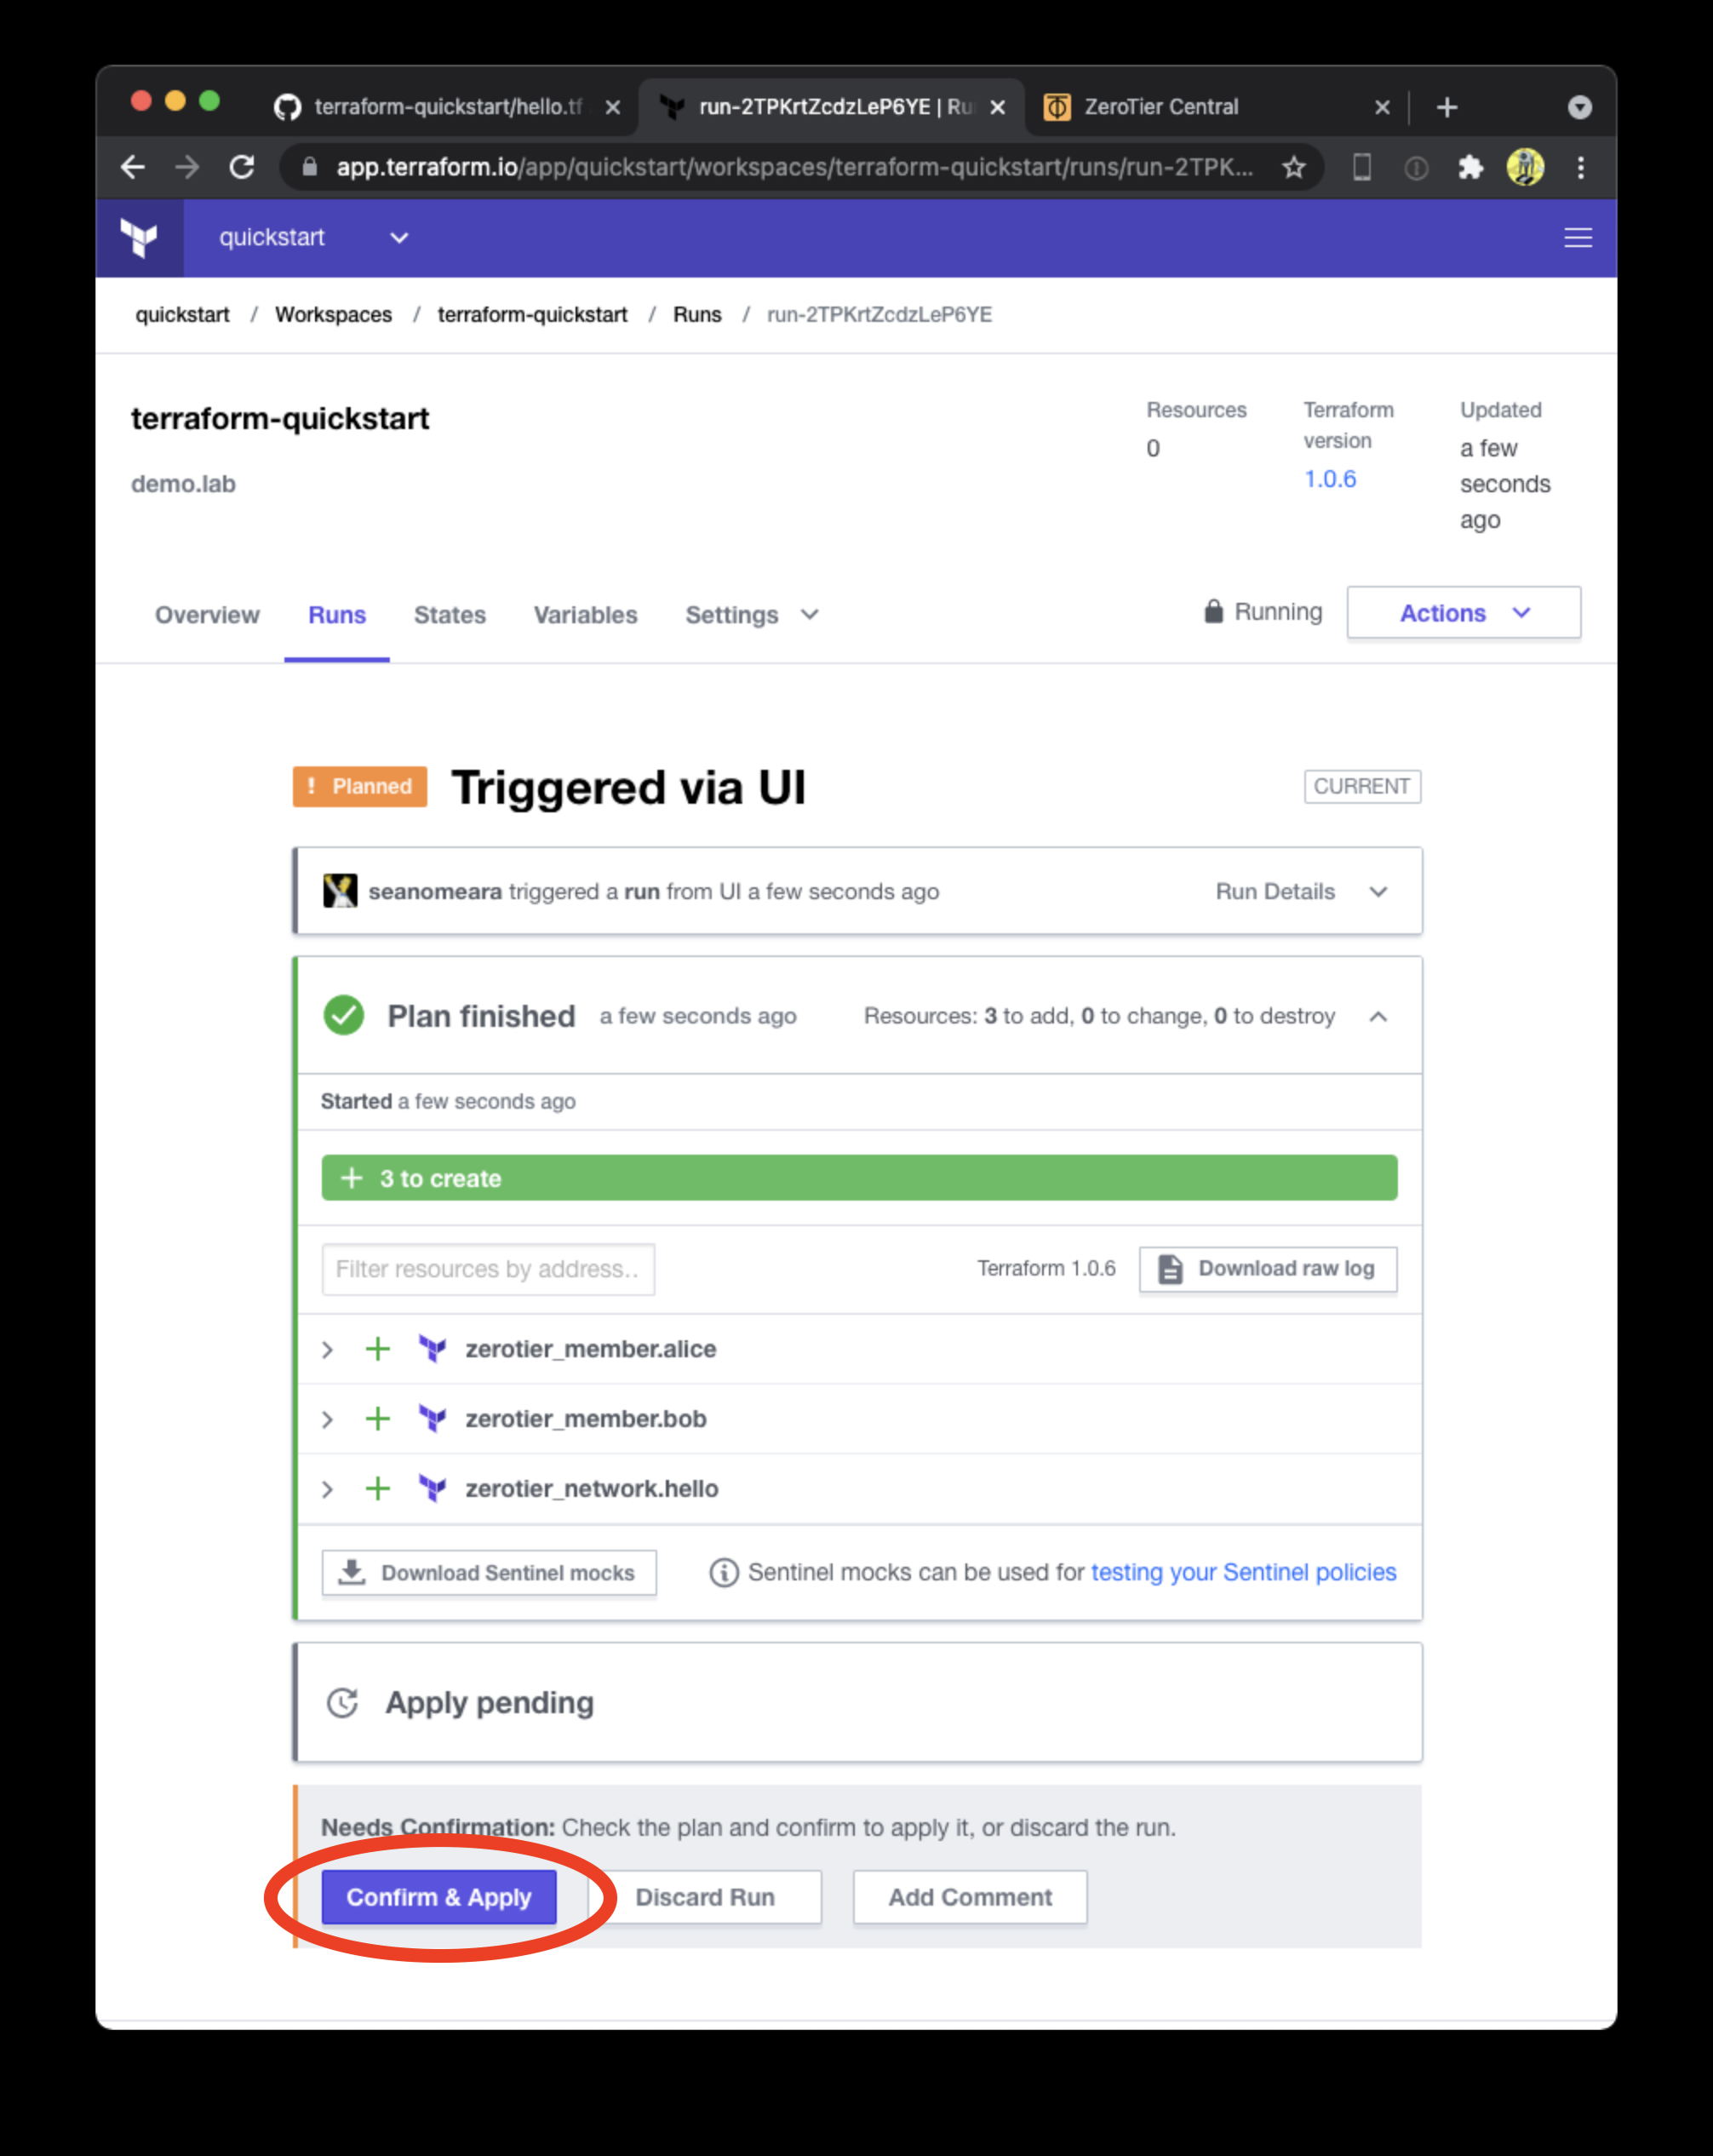 terraform-quickstart/hello.tf
run-2TPKrtZcdzLeP6YE | Ru
ZeroTier Central
app.terraform.io/app/quickstart/workspaces/terraform-quickstart/runs/run-2TPK...
quickstart
quickstart / Workspaces / terraform-quickstart / Runs / run-2TPKrtZcdzLeP6YE
terraform-quickstart
demo.lab
Resources
0
Terraform
version
1.0.6
Updated
a few
seconds
ago
Overview Runs States Variables Settings
Running
Actions
! Planned
Triggered via UI
CURRENT
seanomeara triggered a run from UI a few seconds ago
Run Details
Plan finished a few seconds ago
Resources: 3 to add, 0 to change, 0 to destroy
Started a few seconds ago
+ 3 to create
Filter resources by address..
Terraform 1.0.6
Download raw log
+ zerotier_member.alice
+ zerotier_member.bob
+ zerotier_network.hello
Download Sentinel mocks
Sentinel mocks can be used for testing your Sentinel policies
Apply pending
Needs Confirmation: Check the plan and confirm to apply it, or discard the run.
Confirm & Apply
Discard Run
Add Comment